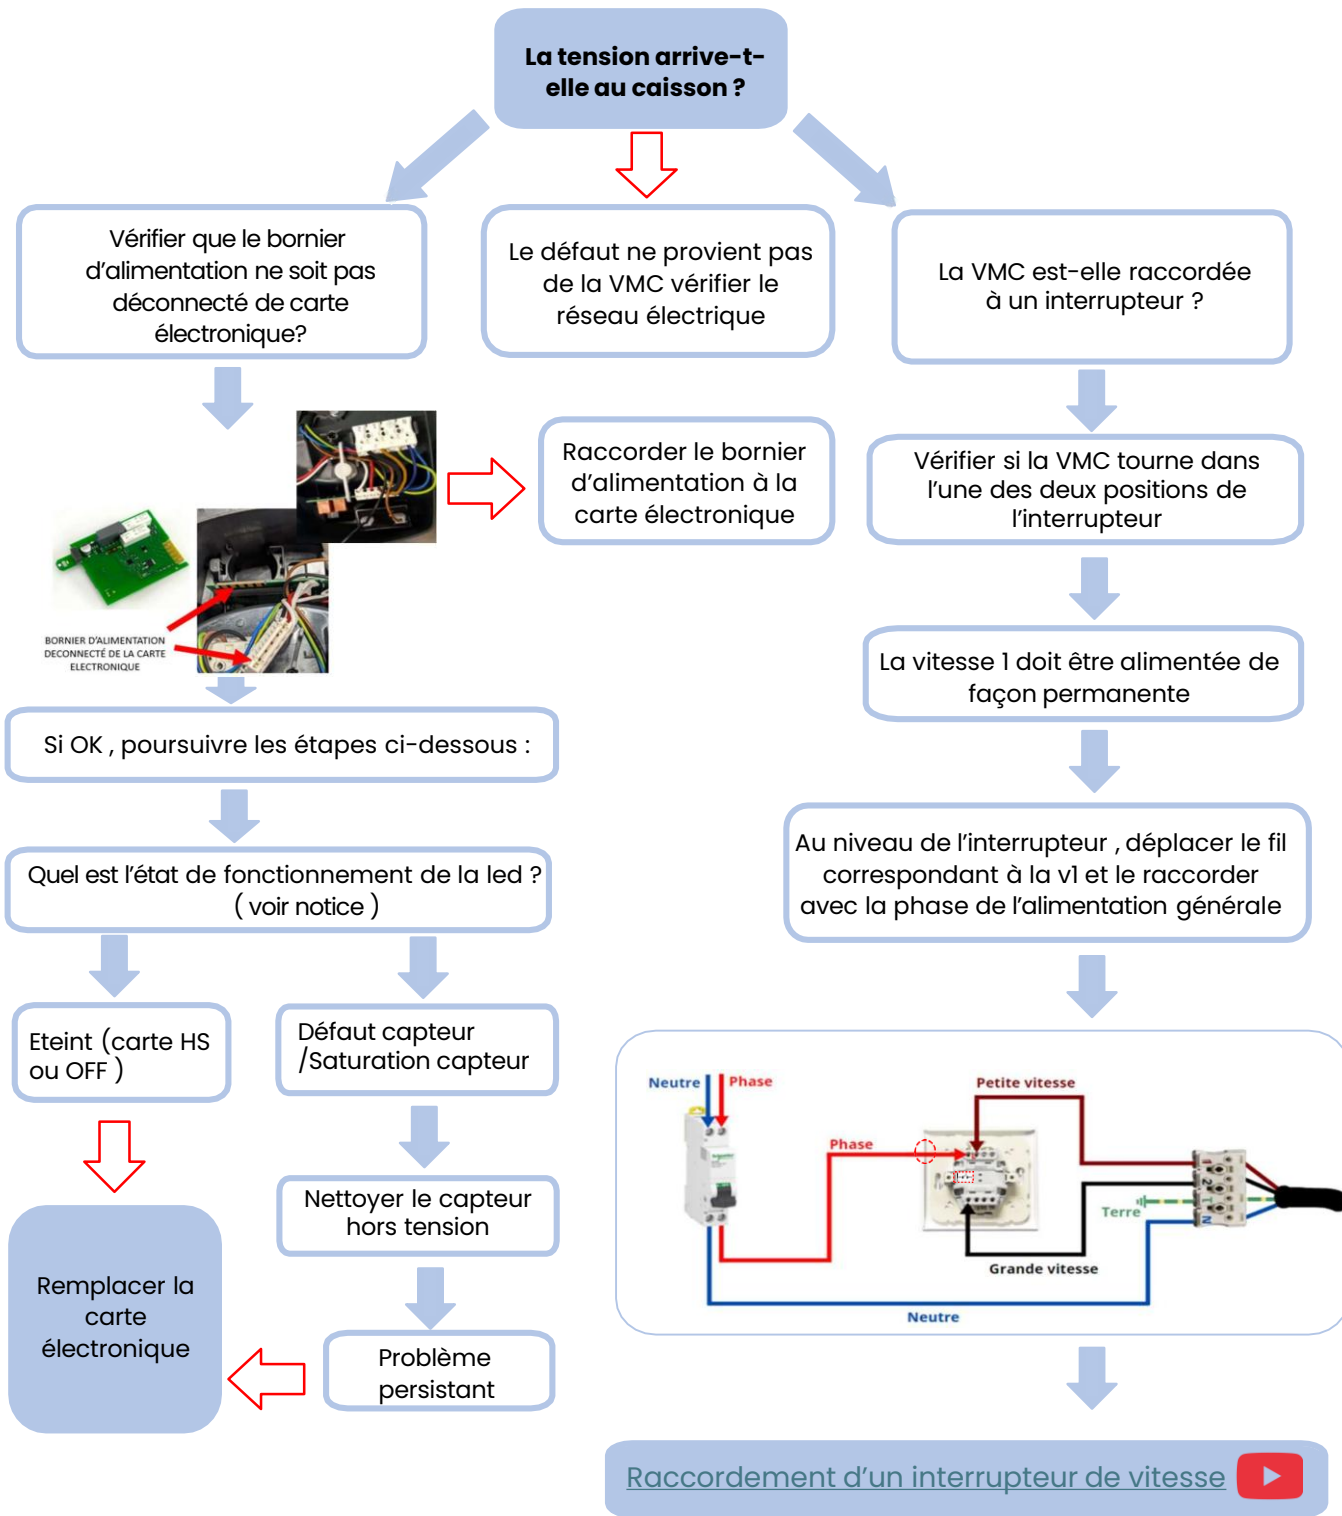 La tension arrive-t-
elle au caisson ?
Vérifier que le bornier
d'alimentation ne soit pas
déconnecté de carte
électronique?
Le défaut ne provient pas
de la VMC vérifier le
réseau électrique
La VMC est-elle raccordée
à un interrupteur ?
Raccorder le bornier
d'alimentation à la
carte électronique
Vérifier si la VMC tourne dans
l'une des deux positions de
l'interrupteur
BORNIER D'ALIMENTATION
DECONNECTÉ DE LA CARTE
ELECTRONIQUE
La vitesse 1 doit être alimentée de
façon permanente
Si OK , poursuivre les étapes ci-dessous :
Au niveau de l'interrupteur , déplacer le fil
correspondant à la v1 et le raccorder
avec la phase de l'alimentation générale
Quel est l'état de fonctionnement de la led ?
( voir notice )
Eteint (carte HS
ou OFF )
Défaut capteur
/Saturation capteur
Nettoyer le capteur
hors tension
Problème
persistant
Remplacer la
carte
électronique
Neutre
Phase
Petite vitesse
Phase
Terre
2
N
Grande vitesse
Neutre
Raccordement d'un interrupteur de vitesse